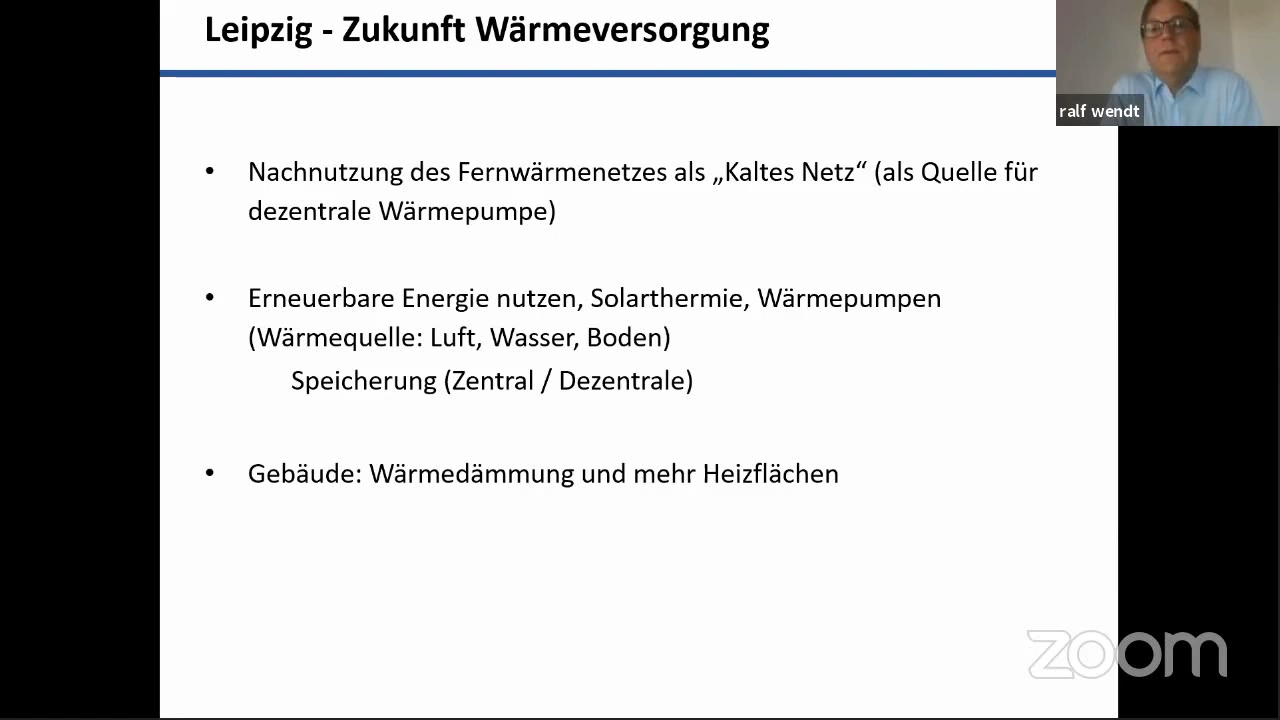 Leipzig - Zukunft Wärmeversorgung
ralf wendt
• Nachnutzung des Fernwärmenetzes als „Kaltes Netz“ (als Quelle für
dezentrale Wärmepumpe)
• Erneuerbare Energie nutzen, Solarthermie, Wärmepumpen
(Wärmequelle: Luft, Wasser, Boden)
Speicherung (Zentral / Dezentrale)
• Gebäude: Wärmedämmung und mehr Heizflächen
zoom